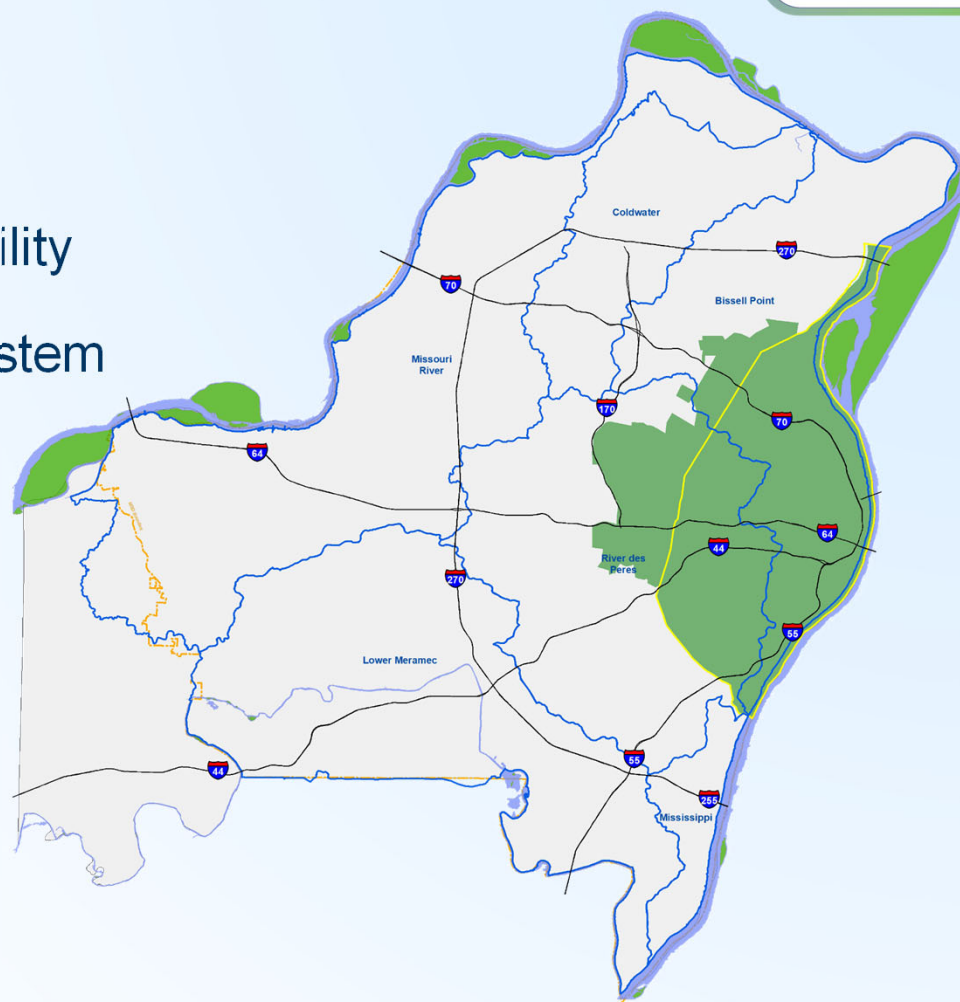 ility
stem
Coldwater
270
70
Bissell Point
Missouri
River
170
70
64
64
44
River des
Peres
270
55
Lower Meramec
55
44
255
Mississippi